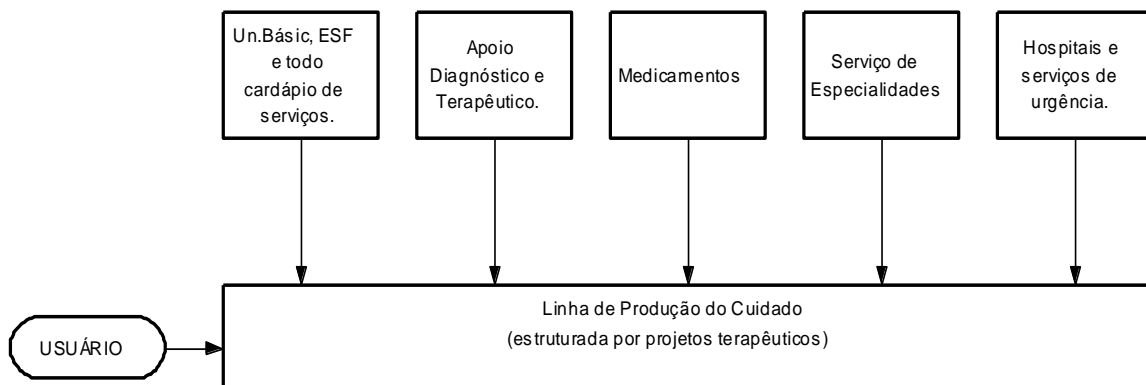 Un.Básic, ESF
e todo
cardápio de
serviços.
Apoio
Diagnóstico e
Terapêutico.
Medicamentos
Serviço de
Especialidades
Hospitais e
serviços de
urgência.
Linha de Produção do Cuidado
(estruturada por projetos terapêuticos)
USUÁRIO